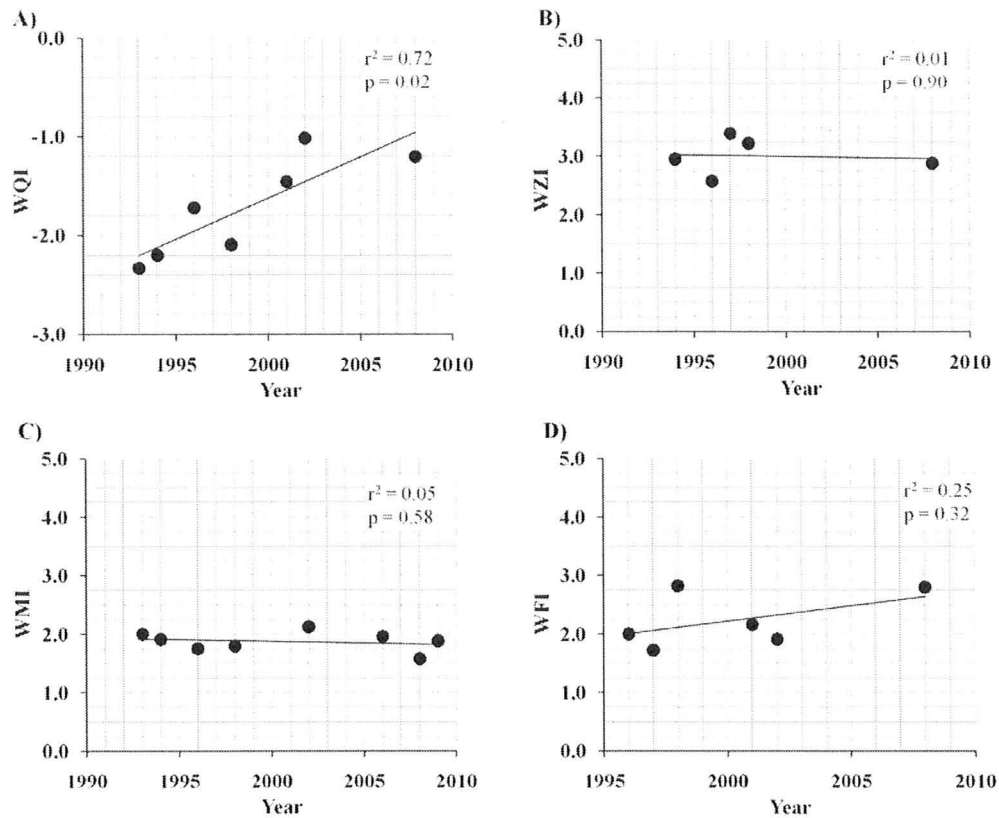 A)
0.0
-1.0
-2.0
-3.0
WQI
r² = 0.72
p = 0.02
1990 1995 2000 2005 2010
Year
B)
5.0
4.0
3.0
2.0
1.0
0.0
WZI
r² = 0.01
p = 0.90
1990 1995 2000 2005 2010
Year
C)
5.0
4.0
3.0
2.0
1.0
0.0
WMI
r² = 0.05
p = 0.58
1990 1995 2000 2005 2010
Year
D)
5.0
4.0
3.0
2.0
1.0
0.0
WFI
r² = 0.25
p = 0.32
1995 2000 2005 2010
Year